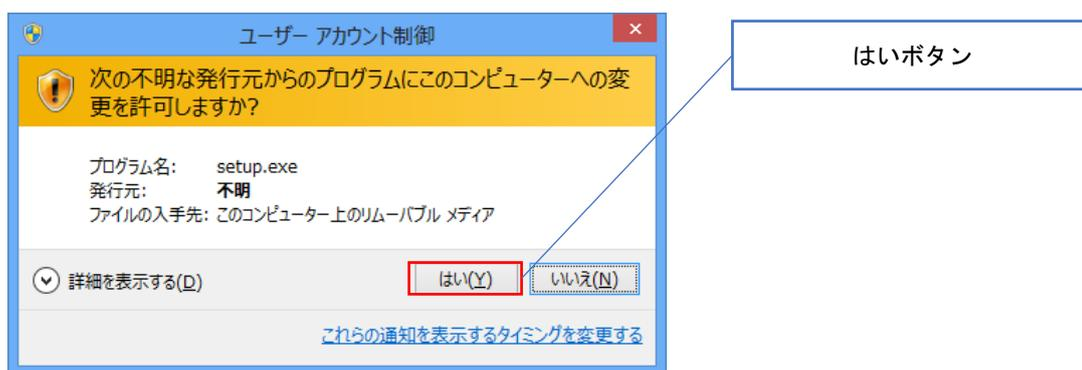 ユーザー アカウント制御
はいボタン
次の不明な発行元からのプログラムにこのコンピューターへの変
更を許可しますか?
プログラム名: setup.exe
発行元: 不明
ファイルの入手先: このコンピューター上のリムーバブル メディア
詳細を表示する(D) はい(Y) いいえ(N)
これらの通知を表示するタイミングを変更する